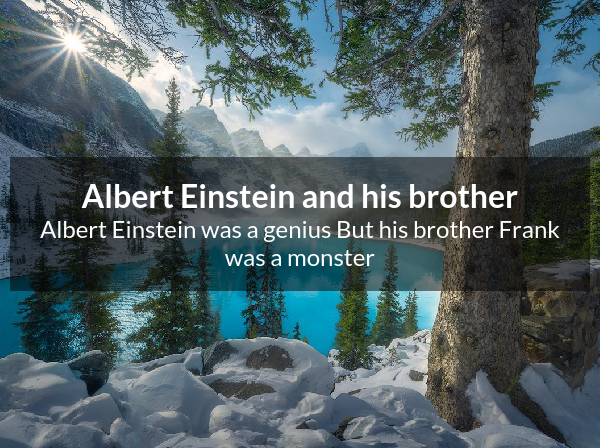 Albert Einstein and his brother
Albert Einstein was a genius But his brother Frank
was a monster